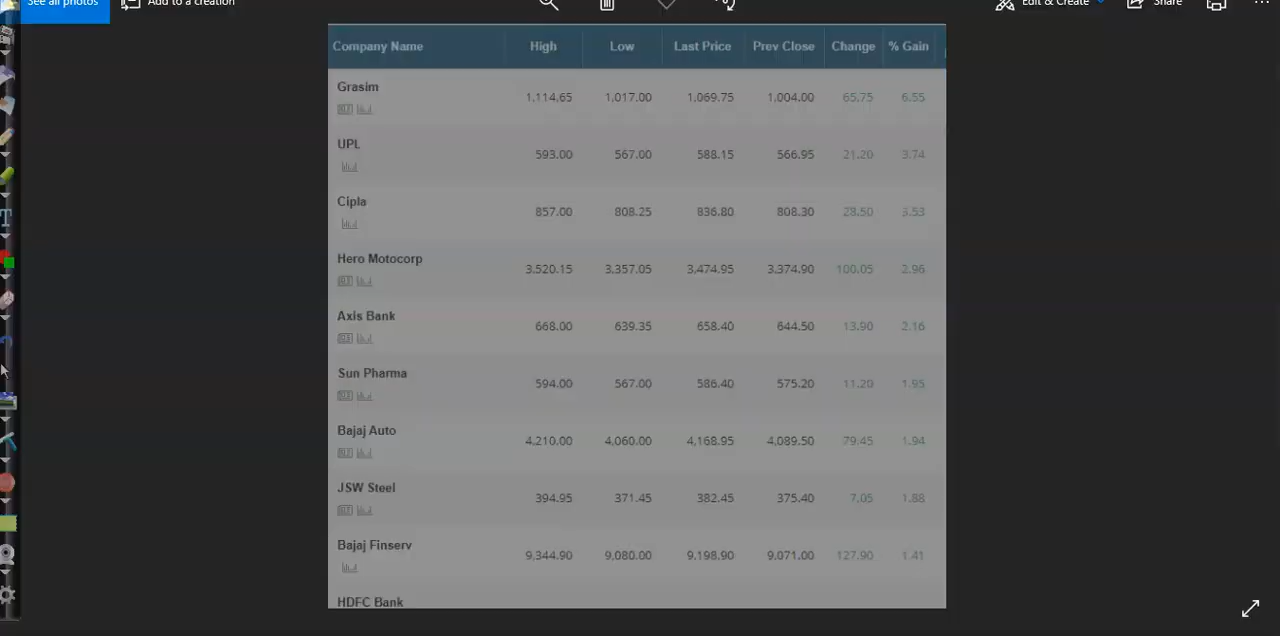 See all photos Add to a creation Edit & Create Share
Company Name High Low Last Price Prev Close Change % Gain
Grasim 1,114.65 1,017.00 1,069.75 1,004.00 65.75 6.55
UPL 593.00 567.00 588.15 566.95 21.20 3.74
Cipla 857.00 808.25 836.80 808.30 28.50 3.53
Hero Motocorp 3,520.15 3,357.05 3,474.95 3,374.90 100.05 2.96
Axis Bank 668.00 639.35 658.40 644.50 13.90 2.16
Sun Pharma 594.00 567.00 586.40 575.20 11.20 1.95
Bajaj Auto 4,210.00 4,060.00 4,168.95 4,089.50 79.45 1.94
JSW Steel 394.95 371.45 382.45 375.40 7.05 1.88
Bajaj Finserv 9,344.90 9,080.00 9,198.90 9,071.00 127.90 1.41
HDFC Bank